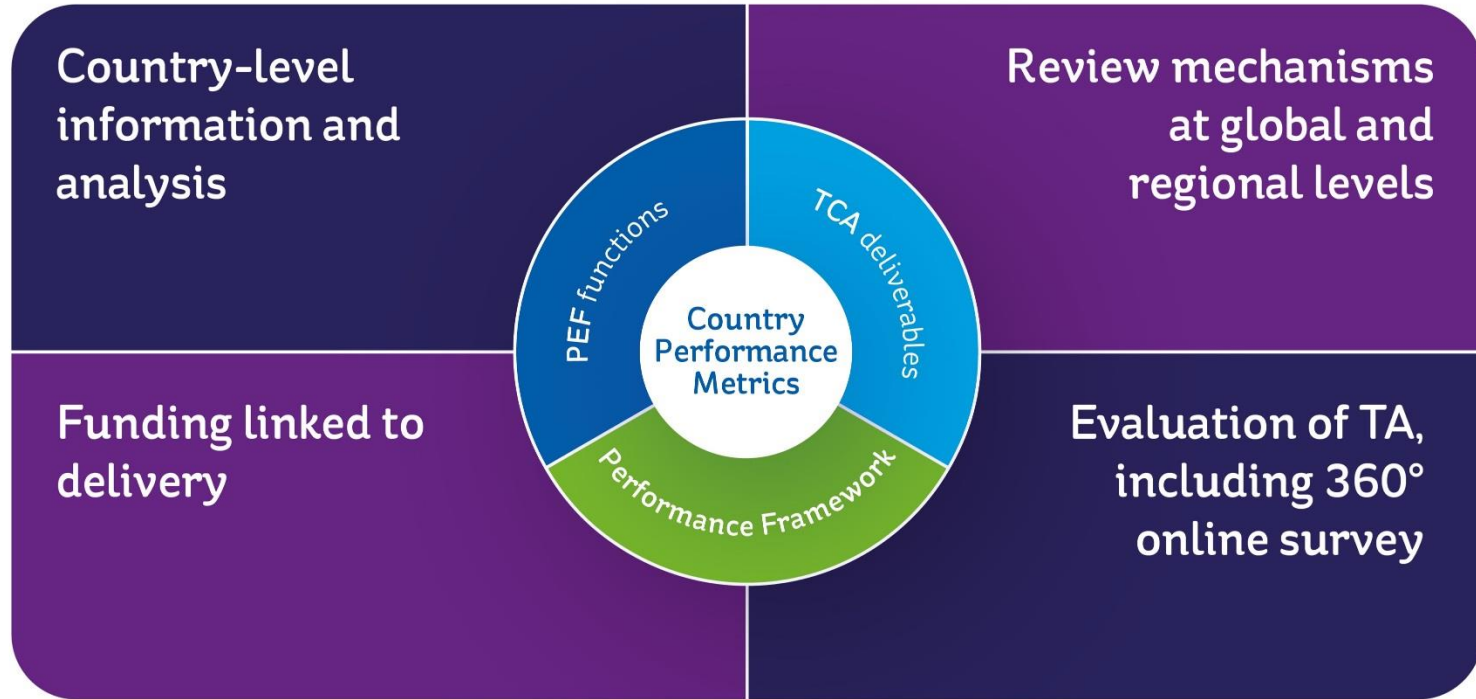 Country-level
information and
analysis
Review mechanisms
at global and
regional levels
PEF functions
TCA deliverables
Country
Performance
Metrics
Performance Framework
Funding linked to
delivery
Evaluation of TA,
including 360°
online survey